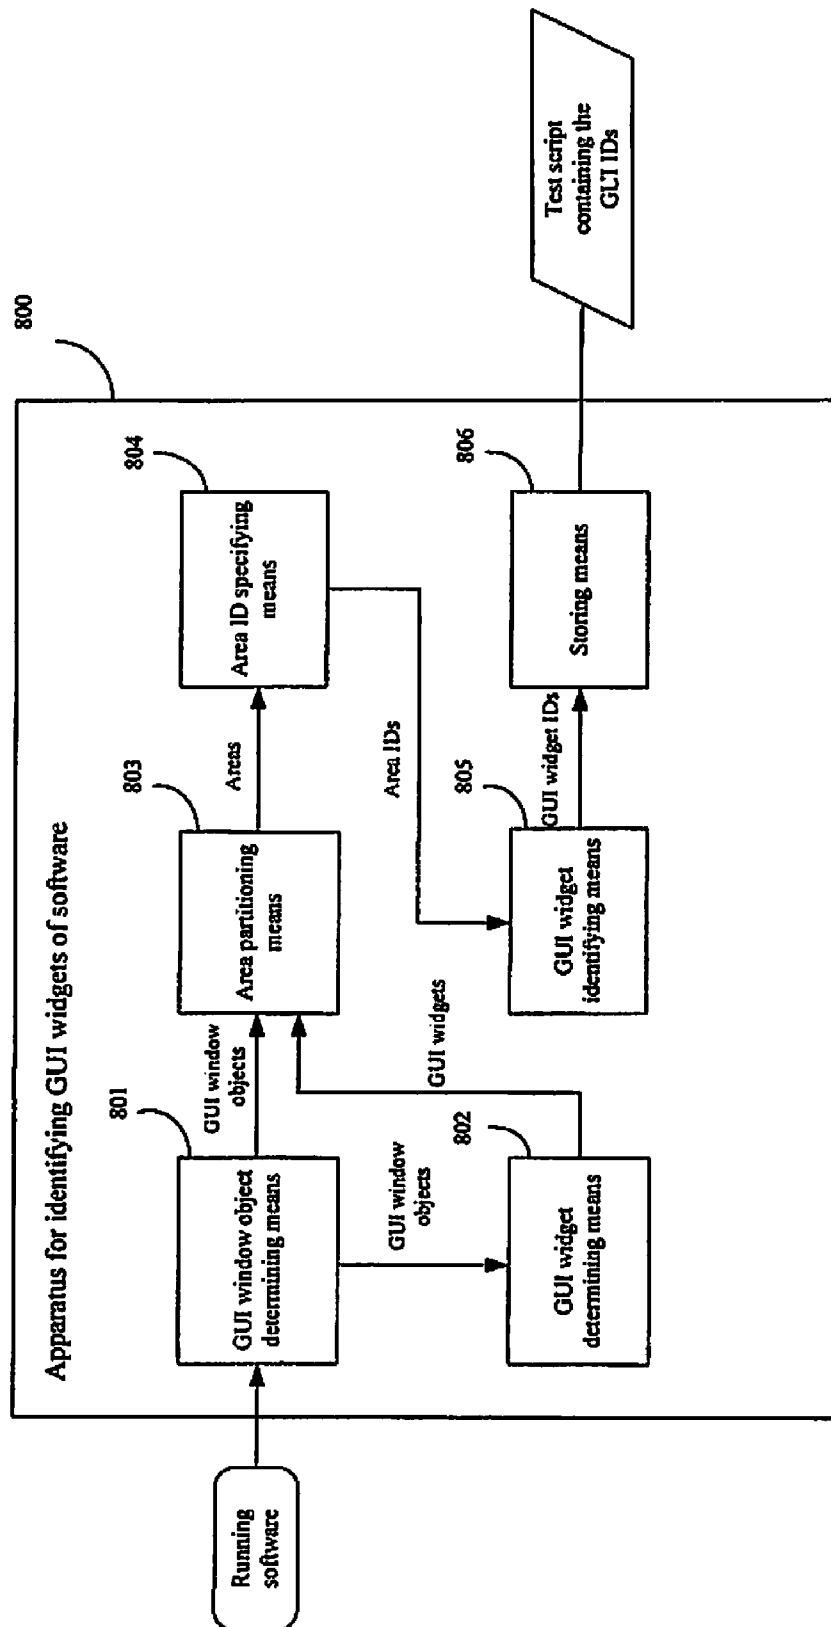 Apparatus for identifying GUI widgets of software
800
Running
software
801
GUI window object
determining means
GUI window
objects
803
Area partitioning
means
Areas
804
Area ID specifying
means
GUI window
objects
802
GUI widget
determining means
GUI widgets
Area IDs
805
GUI widget
identifying means
GUI widget IDs
806
Storing means
Test script
containing the
GUI IDs